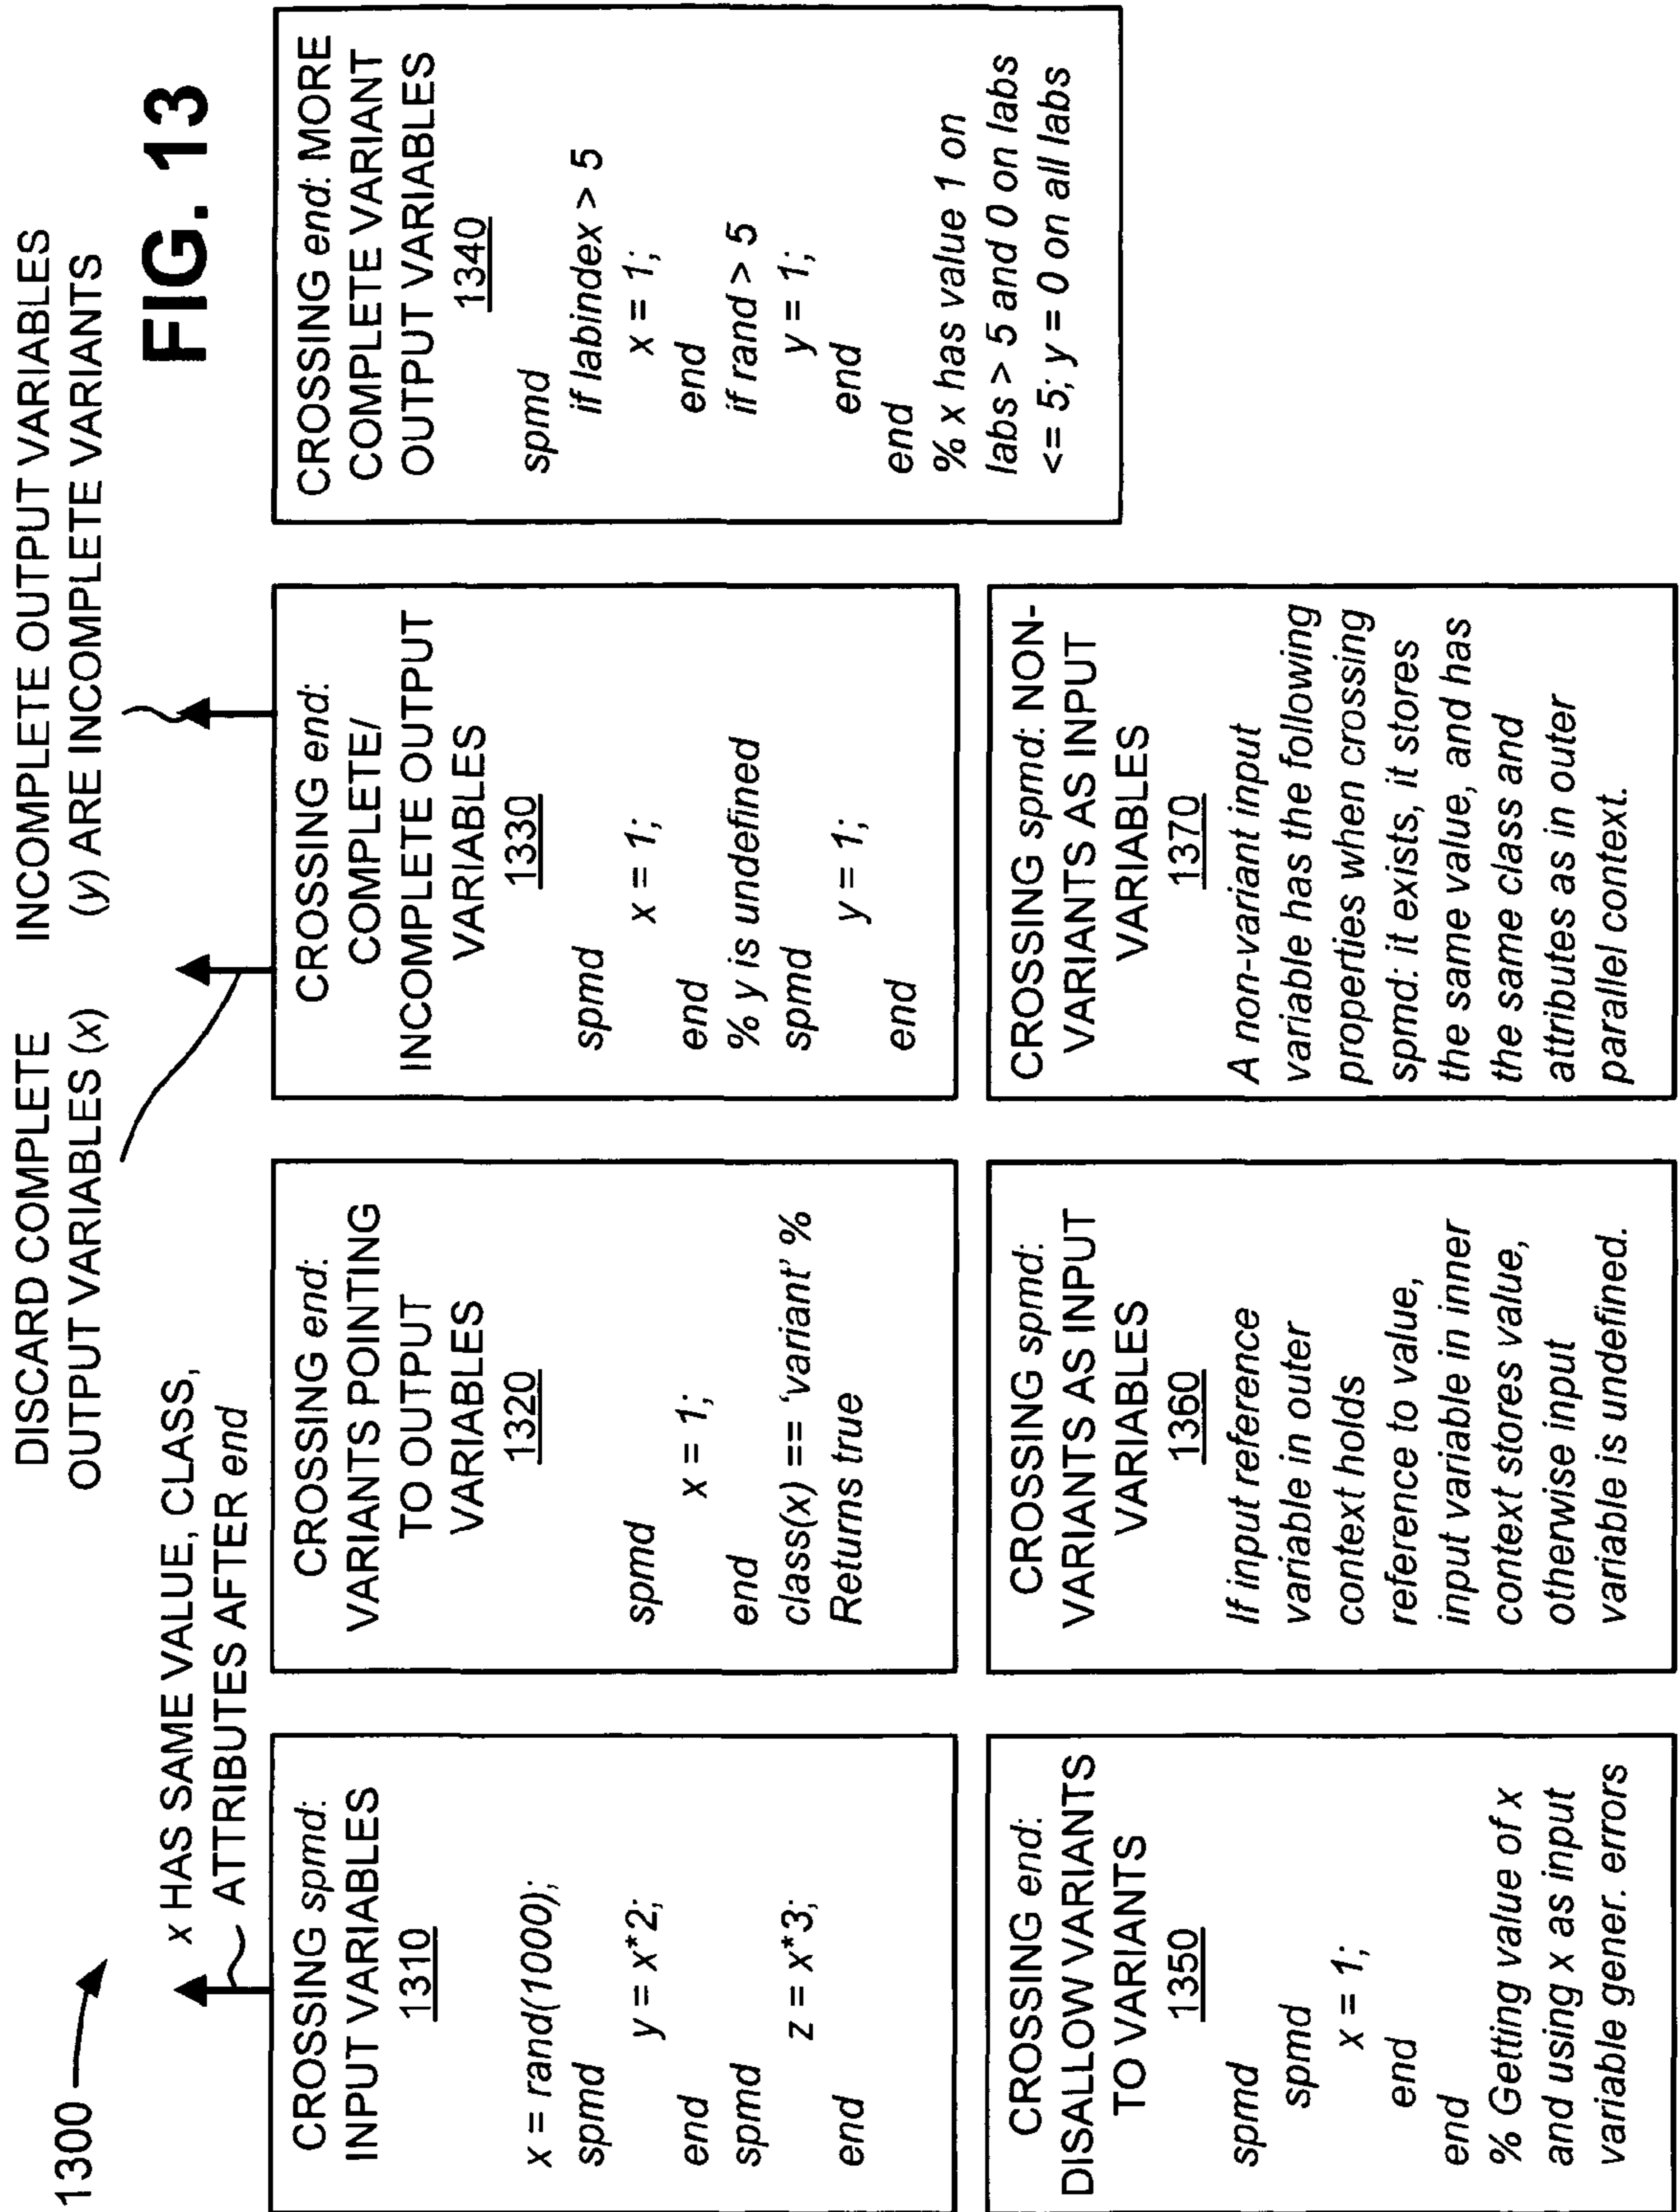 1300
x HAS SAME VALUE, CLASS,
ATTRIBUTES AFTER end
DISCARD COMPLETE
OUTPUT VARIABLES (x)
INCOMPLETE OUTPUT VARIABLES
(y) ARE INCOMPLETE VARIANTS
FIG. 13
CROSSING spmd:
INPUT VARIABLES
1310
x = rand(1000);
spmd
y = x*2;
end
spmd
z = x*3;
end
CROSSING end:
VARIANTS POINTING
TO OUTPUT
VARIABLES
1320
spmd
x = 1;
end
class(x) == 'variant' %
Returns true
CROSSING end:
COMPLETE/
INCOMPLETE OUTPUT
VARIABLES
1330
spmd
x = 1;
end
% y is undefined
spmd
y = 1;
end
CROSSING end: MORE
COMPLETE VARIANT
OUTPUT VARIABLES
1340
spmd
if labindex > 5
x = 1;
end
if rand > 5
y = 1;
end
end
% x has value 1 on
labs > 5 and 0 on labs
<= 5; y = 0 on all labs
CROSSING end:
DISALLOW VARIANTS
TO VARIANTS
1350
spmd
spmd
x = 1;
end
end
% Getting value of x
and using x as input
variable gener. errors
CROSSING spmd:
VARIANTS AS INPUT
VARIABLES
1360
If input reference
variable in outer
context holds
reference to value,
input variable in inner
context stores value,
otherwise input
variable is undefined.
CROSSING spmd: NON-
VARIANTS AS INPUT
VARIABLES
1370
A non-variant input
variable has the following
properties when crossing
spmd: it exists, it stores
the same value, and has
the same class and
attributes as in outer
parallel context.